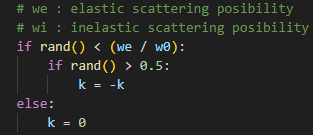 # we : elastic scattering posibility
# wi : inelastic scattering posibility
if rand() < (we / w0):
    if rand() > 0.5:
        k = -k
else:
    k = 0